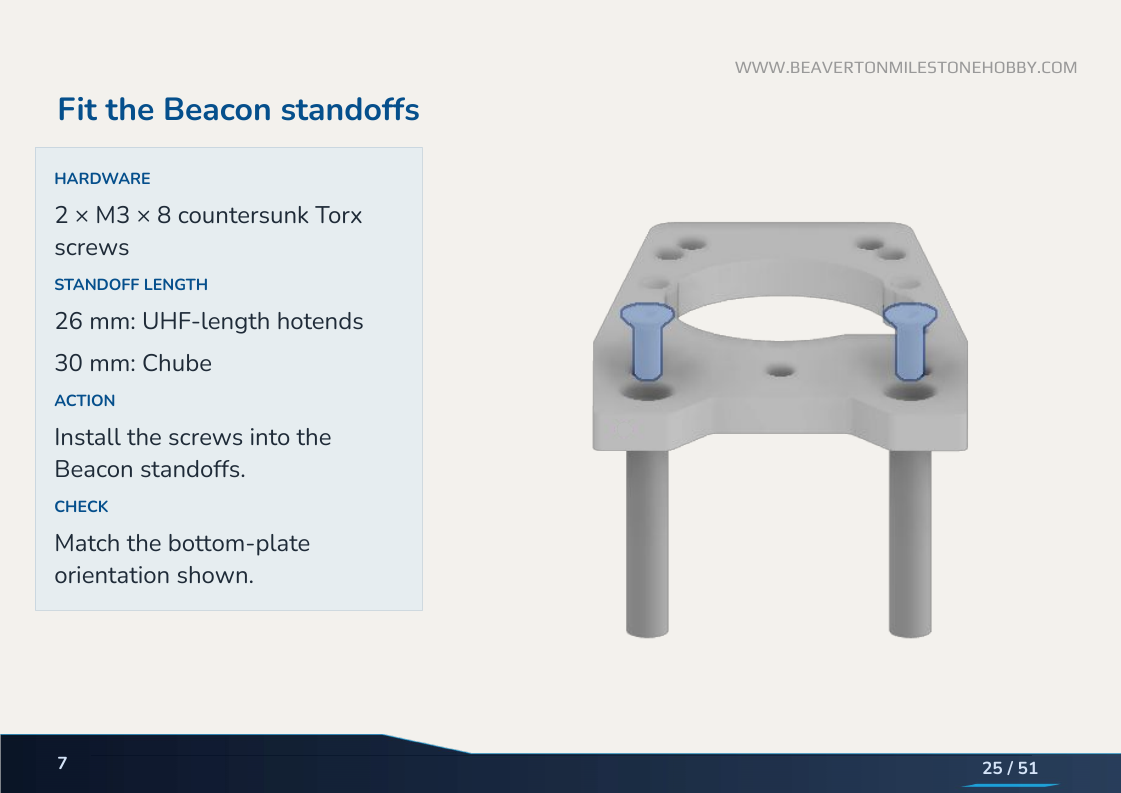 WWW.BEAVERTONMILESTONEHOBBY.COM
Fit the Beacon standoffs
HARDWARE
2 × M3 × 8 countersunk Torx
screws
STANDOFF LENGTH
26 mm: UHF-length hotends
30 mm: Chube
ACTION
Install the screws into the
Beacon standoffs.
CHECK
Match the bottom-plate
orientation shown.
7
25 / 51